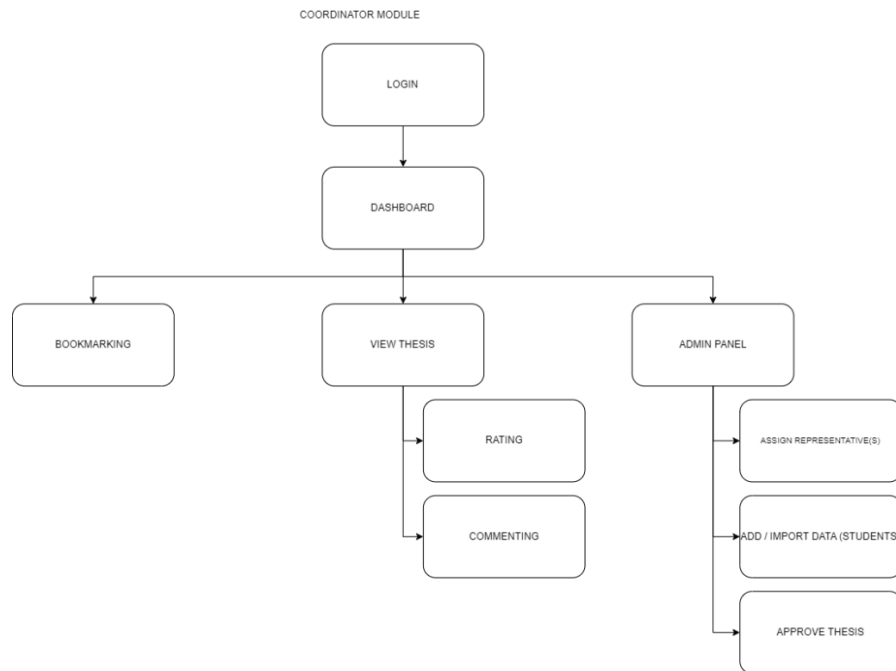 COORDINATOR MODULE
LOGIN
DASHBOARD
BOOKMARKING
VIEW THESIS
ADMIN PANEL
RATING
ASSIGN REPRESENTATIVE(S)
COMMENTING
ADD / IMPORT DATA (STUDENTS
APPROVE THESIS